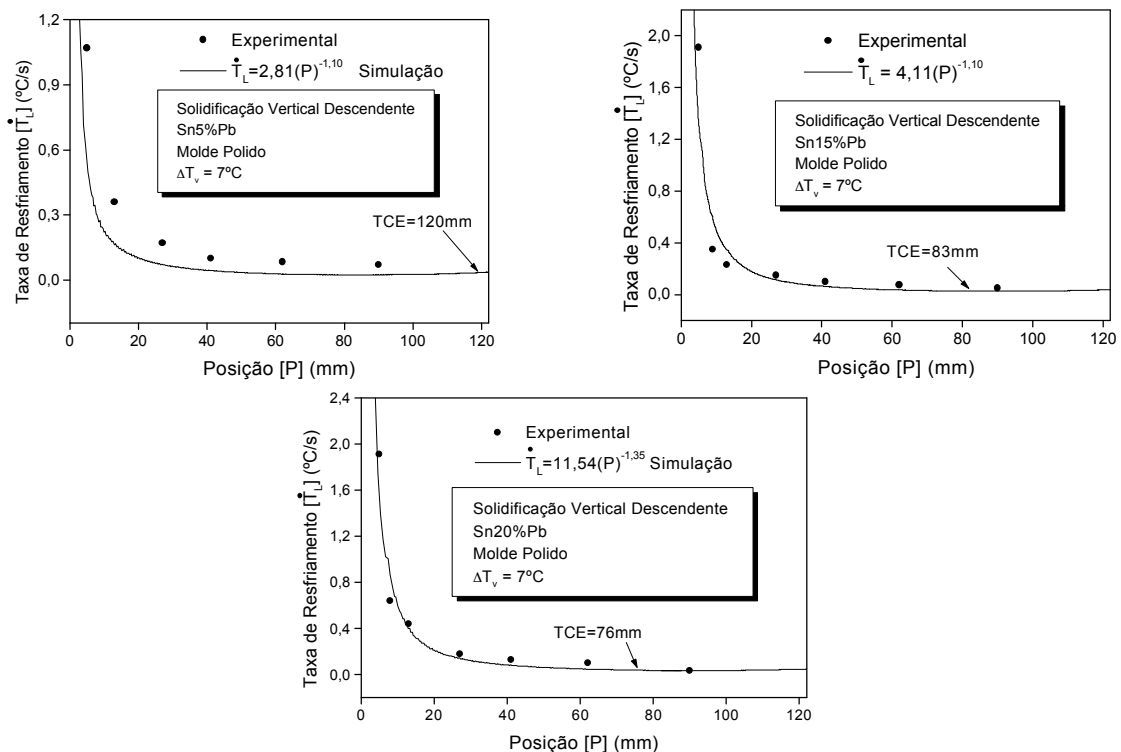 1,2
0,9
0,6
0,3
0,0
Taxa de Resfriamento [Ṫ_L] (ºC/s)
Experimental
Ṫ_L=2,81(P)^-1,10 Simulação
Solidificação Vertical Descendente
Sn5%Pb
Molde Polido
ΔT_v = 7ºC
TCE=120mm
0 20 40 60 80 100 120
Posição [P] (mm)
2,0
1,6
1,2
0,8
0,4
0,0
Taxa de Resfriamento [Ṫ_L] (ºC/s)
Experimental
Ṫ_L = 4,11(P)^-1,10
Solidificação Vertical Descendente
Sn15%Pb
Molde Polido
ΔT_v = 7ºC
TCE=83mm
0 20 40 60 80 100 120
Posição [P] (mm)
2,4
2,0
1,6
1,2
0,8
0,4
0,0
Taxa de Resfriamento [Ṫ_L] (ºC/s)
Experimental
Ṫ_L=11,54(P)^-1,35 Simulação
Solidificação Vertical Descendente
Sn20%Pb
Molde Polido
ΔT_v = 7ºC
TCE=76mm
0 20 40 60 80 100 120
Posição [P] (mm)